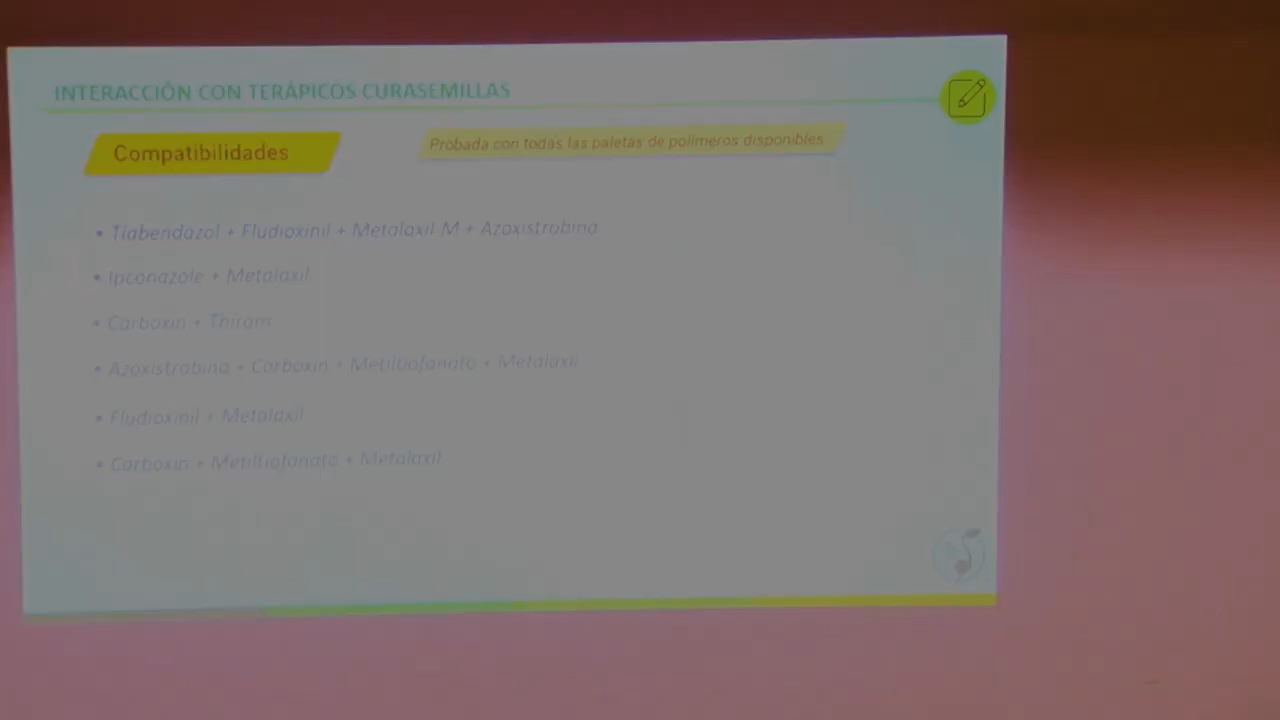 INTERACCIÓN CON TERÁPICOS CURASEMILLAS
Compatibilidades
Probada con todas las paletas de polímeros disponibles
• Tiabendazol + Fludioxinil + Metalaxil-M + Azoxistrobina
• Ipconazole + Metalaxil
• Carboxin + Thiram
• Azoxistrobina + Carboxin + Metiltiofanato + Metalaxil
• Fludioxinil + Metalaxil
• Carboxin + Metiltiofanato + Metalaxil